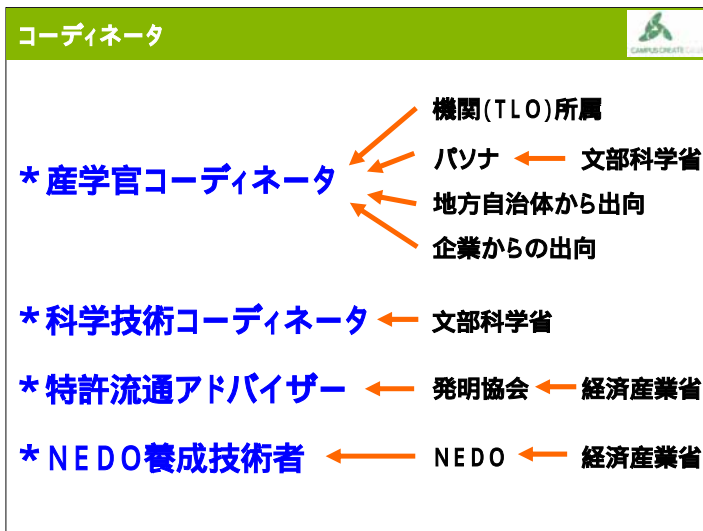 コーディネータ
CAMPUS CREATE
機関(TLO)所属
*産学官コーディネータ
パソナ 文部科学省
地方自治体から出向
企業からの出向
*科学技術コーディネータ 文部科学省
*特許流通アドバイザー 発明協会 経済産業省
*NEDO養成技術者 NEDO 経済産業省